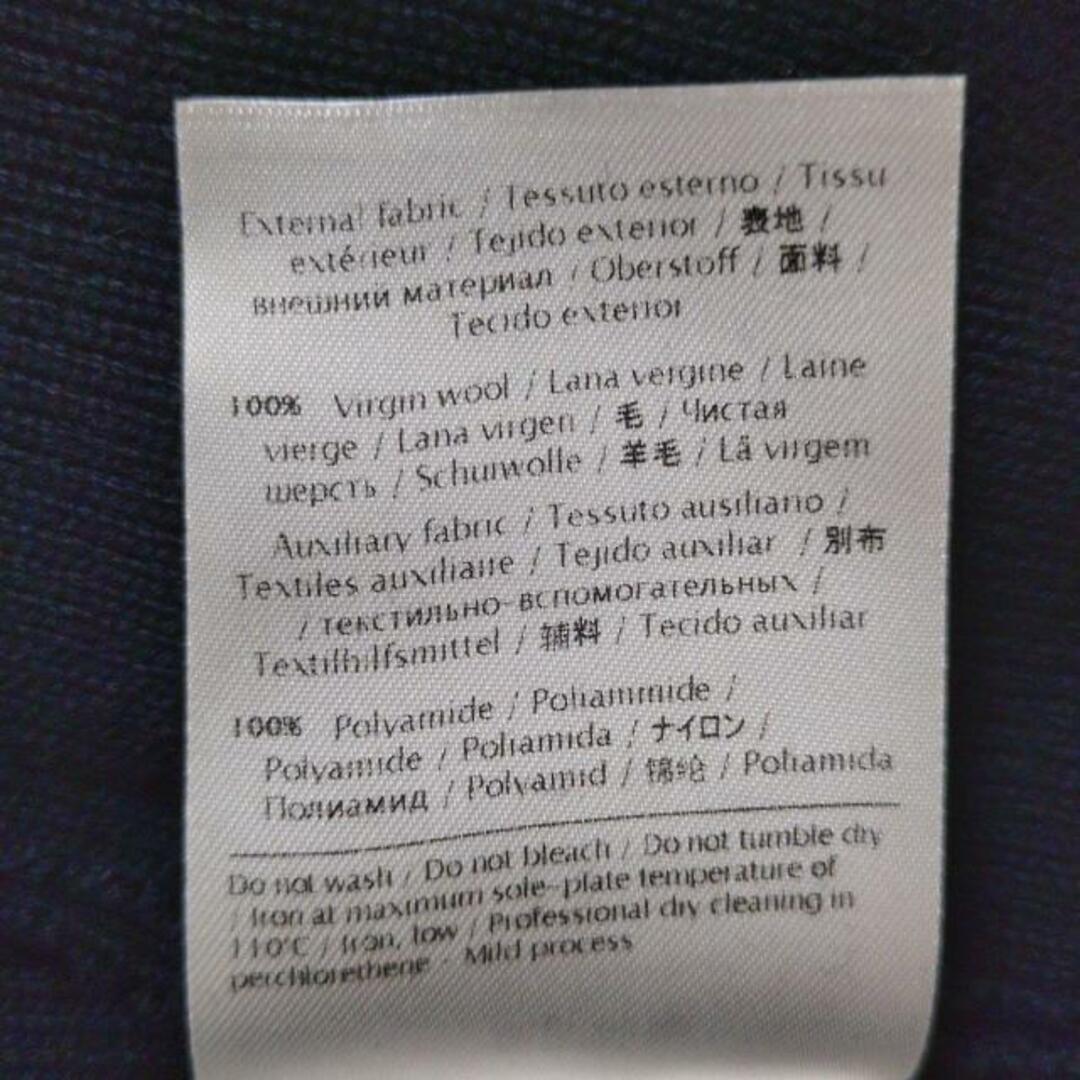 External fabric / Tessuto esterno / Tissu
extérieur / Tejido exterior / 表地 /
внешний материал / Oberstoff / 面料 /
Tecido exterior
100% Virgin wool / Lana vergine / Laine
vierge / Lana virgen / 毛 / Чистая
шерсть / Schurwolle / 羊毛 / Lã virgem
Auxiliary fabric / Tessuto ausiliario /
Textiles auxiliaire / Tejido auxiliar / 別布
/ текстильно-вспомогательных /
Textilhilfsmittel / 辅料 / Tecido auxiliar
100% Polyamide / Poliammide /
Polyamide / Poliamida / ナイロン /
Полиамид / Polyamid / 锦纶 / Poliamida
Do not wash / Do not bleach / Do not tumble dry
/ Iron at maximum sole-plate temperature of
110°C / Iron, low / Professional dry cleaning in
perchlorethene - Mild process